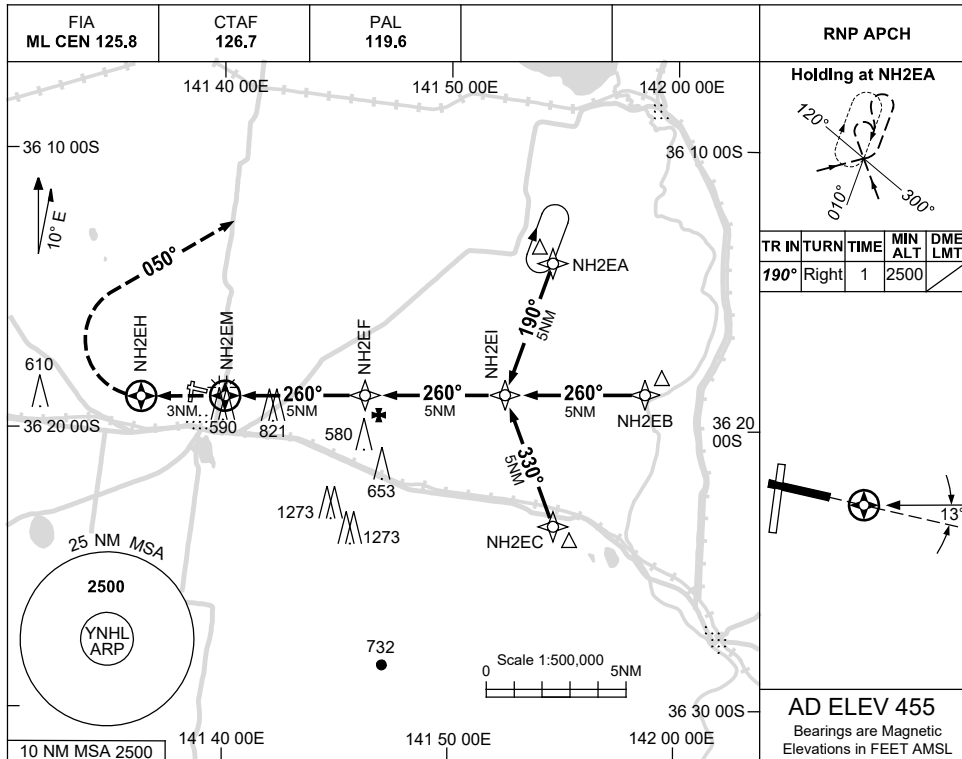 FIA
ML CEN 125.8
CTAF
126.7
PAL
119.6
RNP APCH
141 40 00E
141 50 00E
142 00 00E
36 10 00S
36 10 00S
10° E
050°
NH2EH
NH2EM
NH2EF
NH2EI
NH2EA
190°
5NM
610
3NM
590
260°
5NM
821
260°
5NM
260°
5NM
NH2EB
36 20 00S
36 20
00S
580
653
330°
5NM
NH2EC
1273
1273
25 NM MSA
2500
YNHL
ARP
732
Scale 1:500,000
0
5NM
36 30 00S
10 NM MSA 2500
141 40 00E
141 50 00E
142 00 00E
Holding at NH2EA
120°
010°
300°
TR IN
TURN
TIME
MIN
ALT
DME
LMT
190°
Right
1
2500
13°
AD ELEV 455
Bearings are Magnetic
Elevations in FEET AMSL